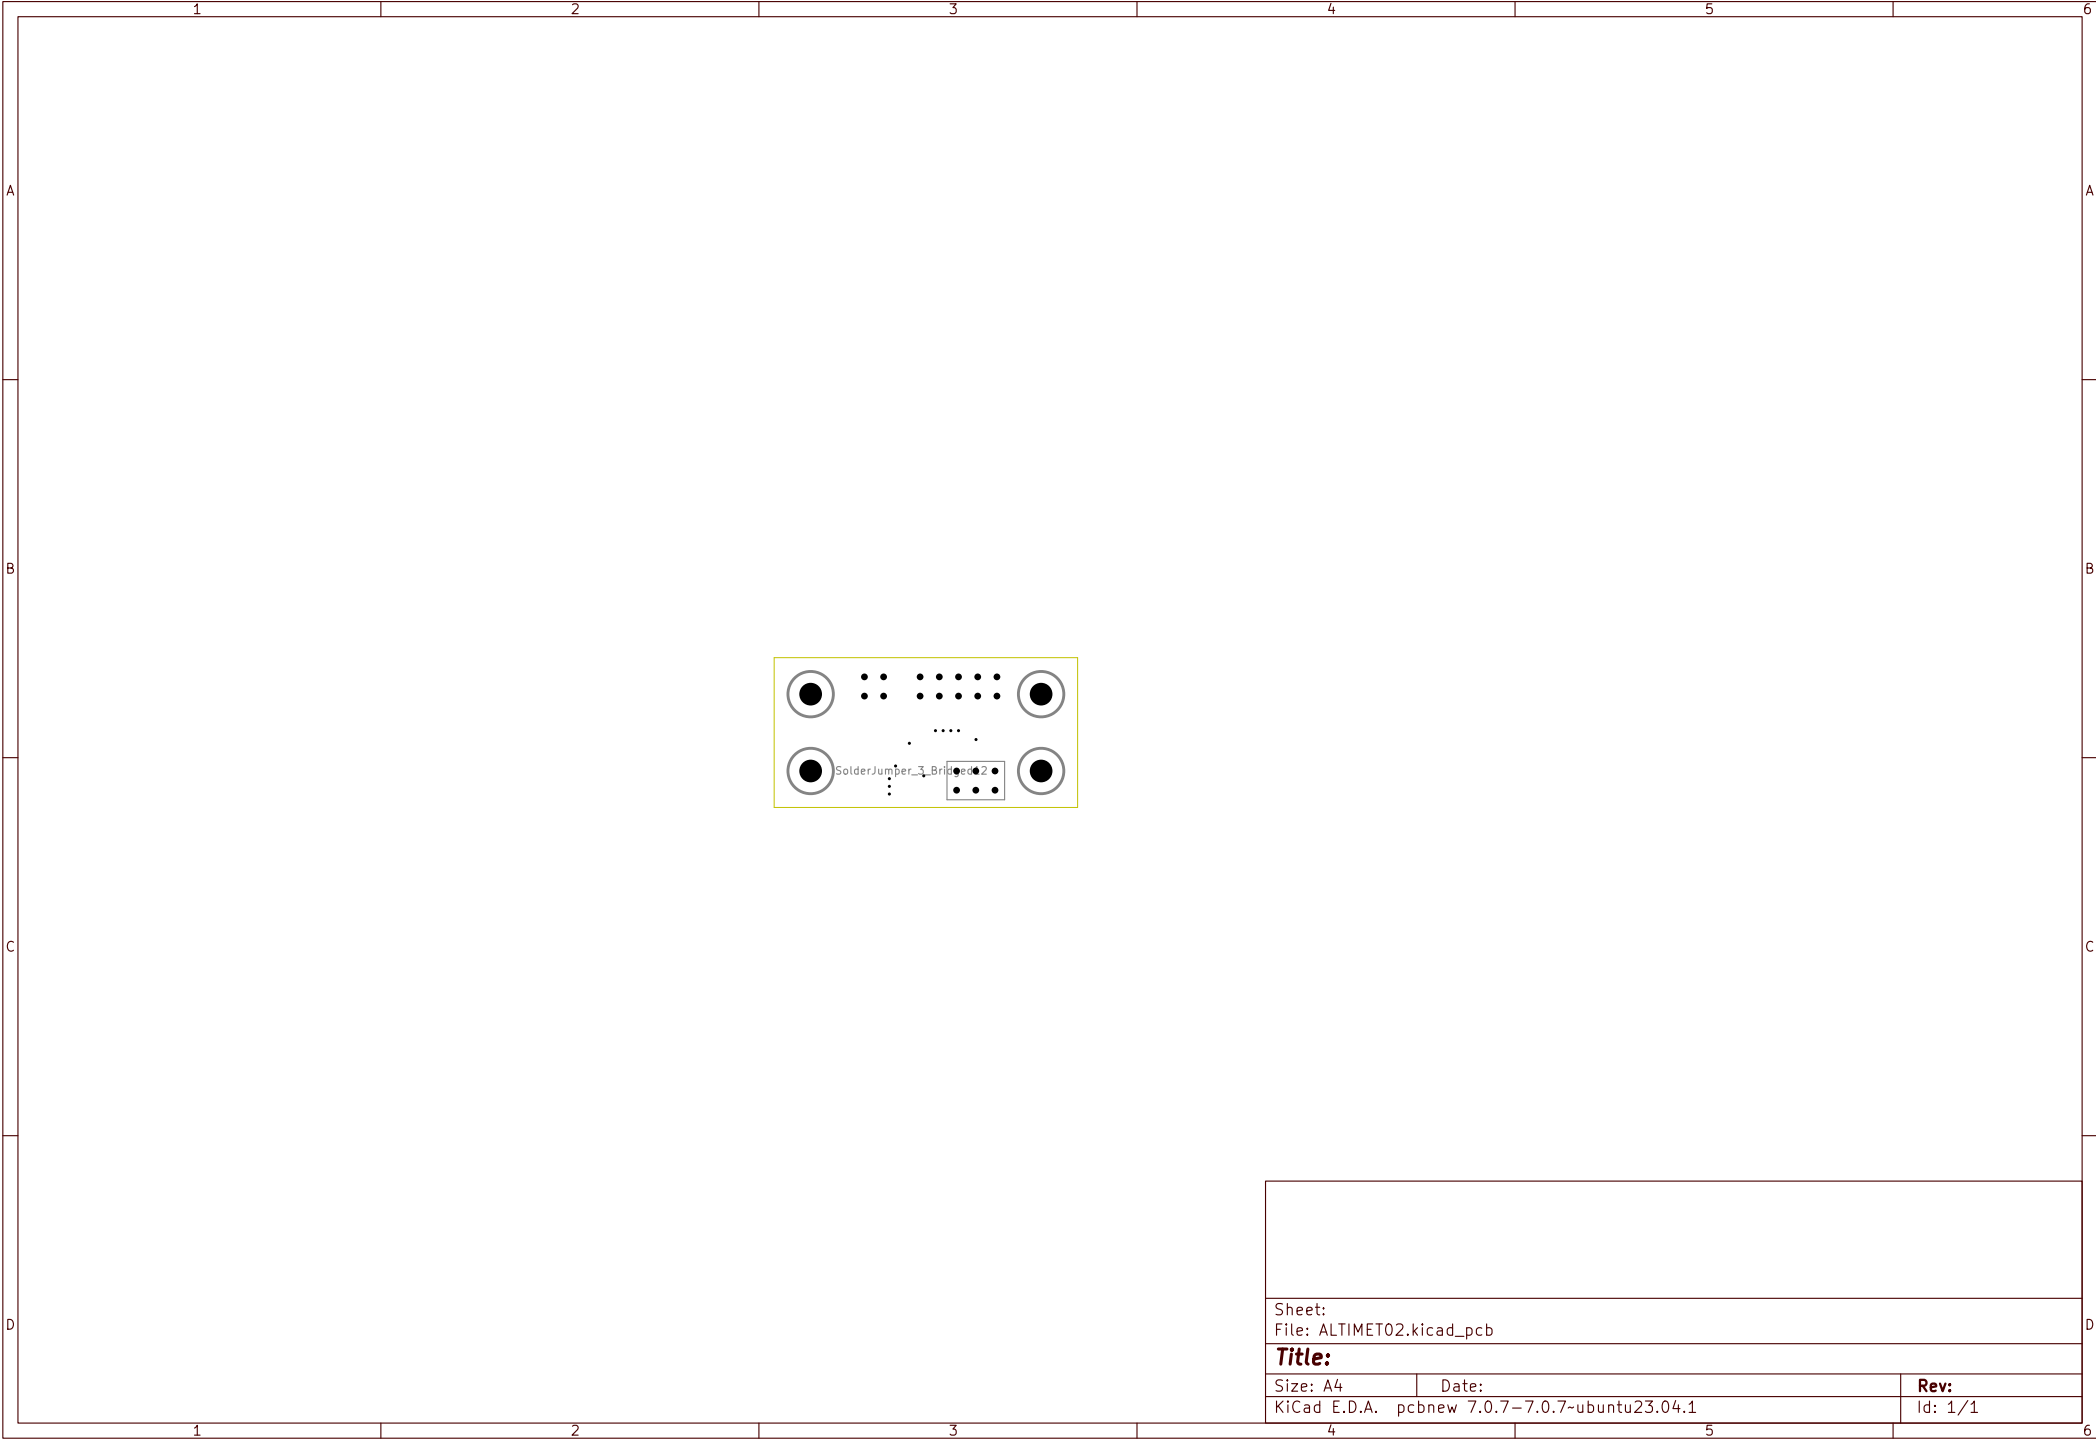 1 2 3 4 5 6
A A
B B
SolderJumper_3_Bridged12
C C
Sheet:
File: ALTIMET02.kicad_pcb
D D
Title:
Size: A4 Date: Rev:
KiCad E.D.A. pcbnew 7.0.7-7.0.7~ubuntu23.04.1 Id: 1/1
1 2 3 4 5 6